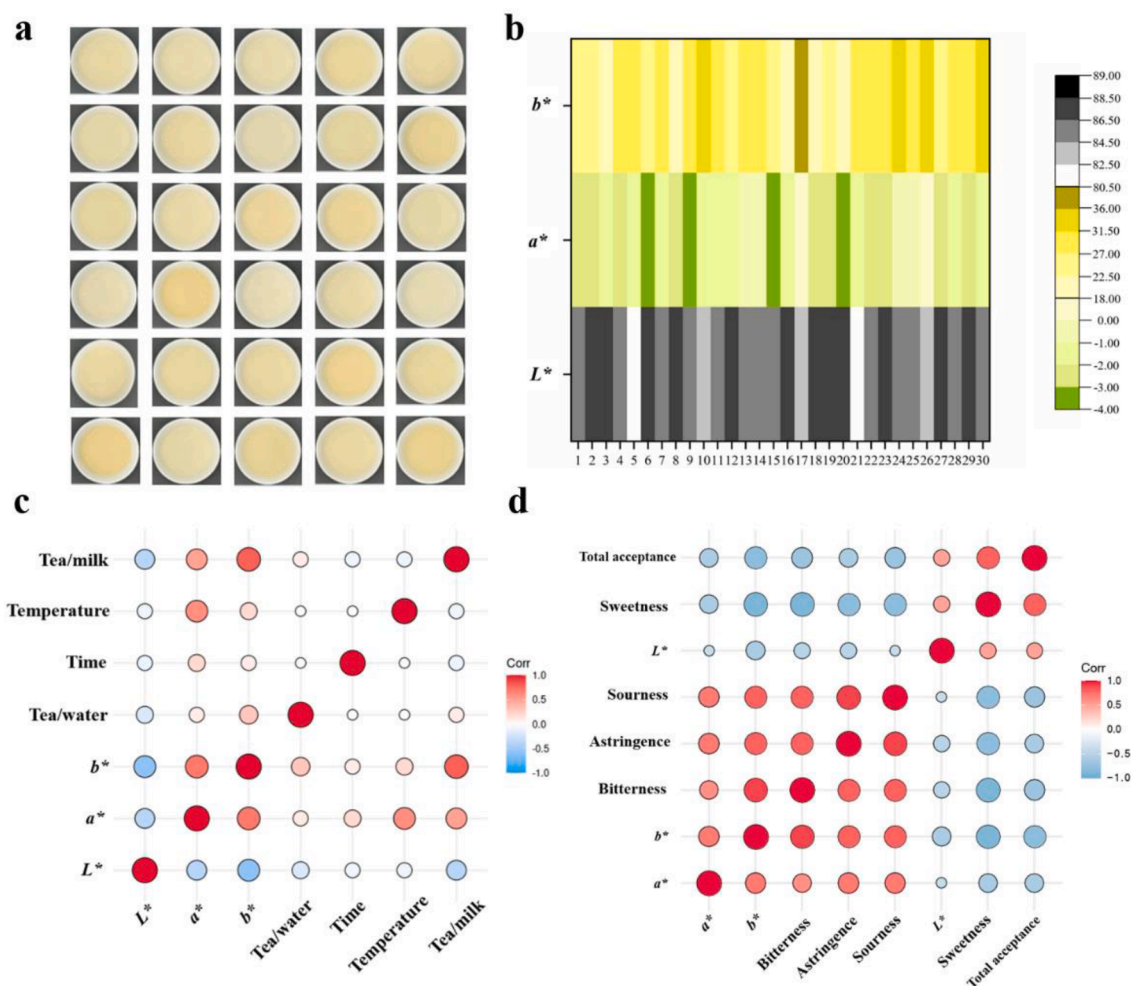 a
b
b*
a*
L*
1 2 3 4 5 6 7 8 9 10 11 12 13 14 15 16 17 18 19 20 21 22 23 24 25 26 27 28 29 30
89.00
88.50
86.50
84.50
82.50
80.50
36.00
31.50
27.00
22.50
18.00
0.00
-1.00
-2.00
-3.00
-4.00
c
Tea/milk
Temperature
Time
Tea/water
b*
a*
L*
L*
a*
b*
Tea/water
Time
Temperature
Tea/milk
Corr
1.0
0.5
0.0
-0.5
-1.0
d
Total acceptance
Sweetness
L*
Sourness
Astringence
Bitterness
b*
a*
a*
b*
Bitterness
Astringence
Sourness
L*
Sweetness
Total acceptance
Corr
1.0
0.5
0.0
−0.5
−1.0